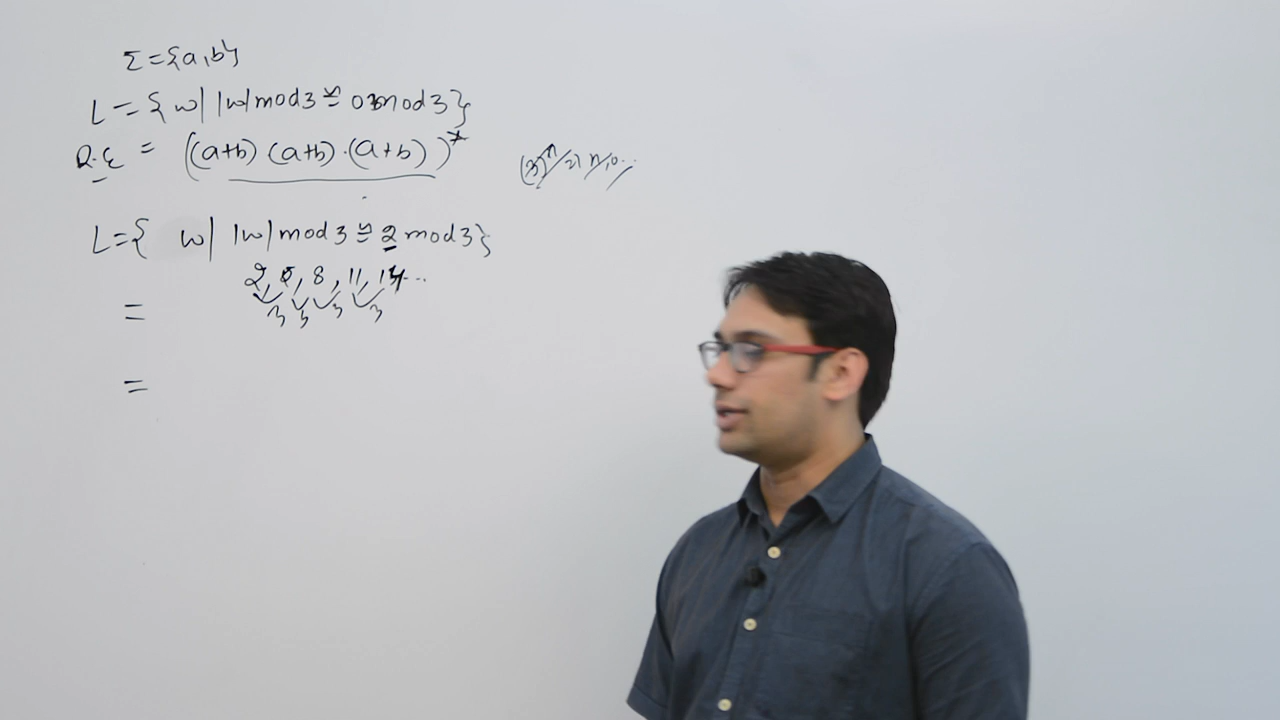 Σ = {a, b}
L = { w | |w| mod 3 ≅ 0 mod 3 }
R.E = ((a+b) (a+b) . (a+b) )*
L = { w | |w| mod 3 ≅ 2 mod 3 }
2, 5, 8, 11, 14 ...
3 3 3 3
=
=